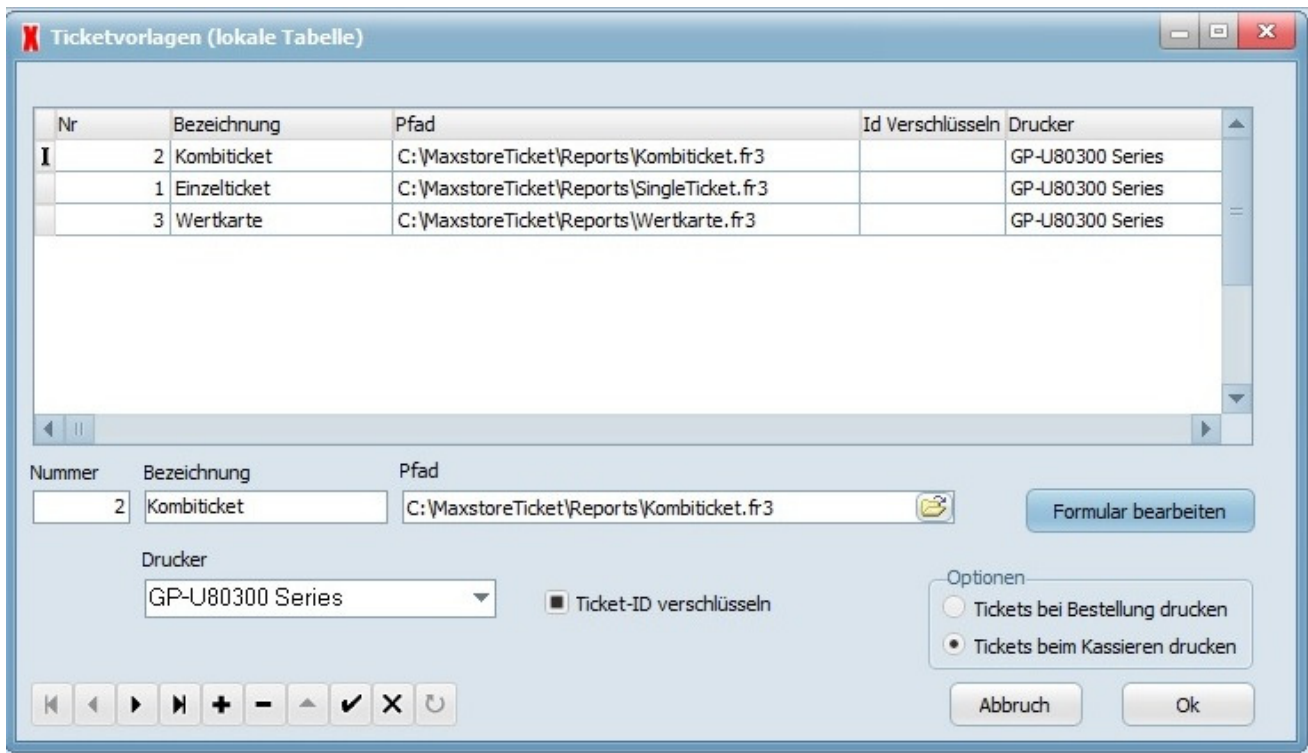 Ticketvorlagen (lokale Tabelle)
Nr Bezeichnung Pfad Id Verschlüsseln Drucker
2 Kombiticket C:\MaxstoreTicket\Reports\Kombiticket.fr3 GP-U80300 Series
1 Einzelticket C:\MaxstoreTicket\Reports\SingleTicket.fr3 GP-U80300 Series
3 Wertkarte C:\MaxstoreTicket\Reports\Wertkarte.fr3 GP-U80300 Series
Nummer Bezeichnung Pfad
2 Kombiticket C:\MaxstoreTicket\Reports\Kombiticket.fr3 Formular bearbeiten
Drucker
GP-U80300 Series Ticket-ID verschlüsseln
Optionen
Tickets bei Bestellung drucken
Tickets beim Kassieren drucken
Abbruch Ok